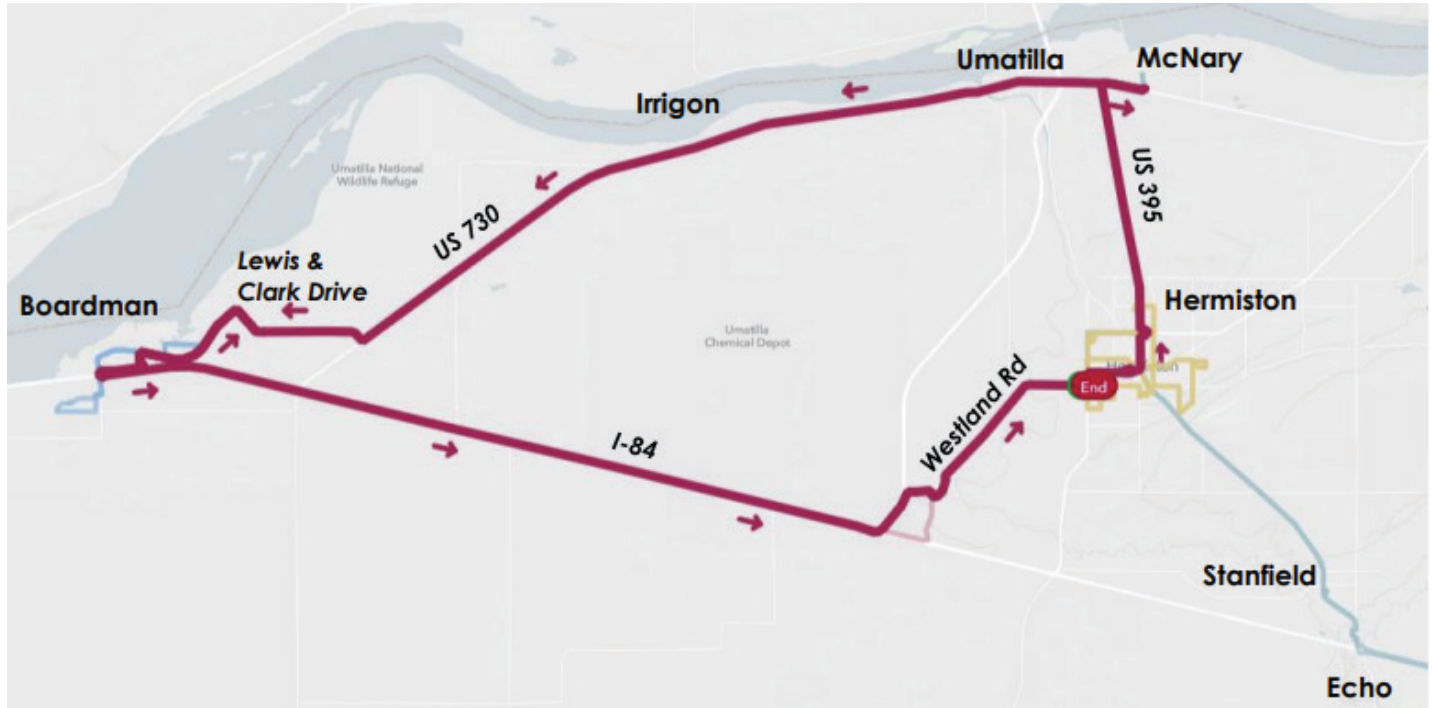 Umatilla
McNary
Irrigon
Umatilla National
Wildlife Refuge
US 395
US 730
Lewis &
Clark Drive
Boardman
Hermiston
Umatilla
Chemical Depot
Westland Rd
End
I-84
Stanfield
Echo